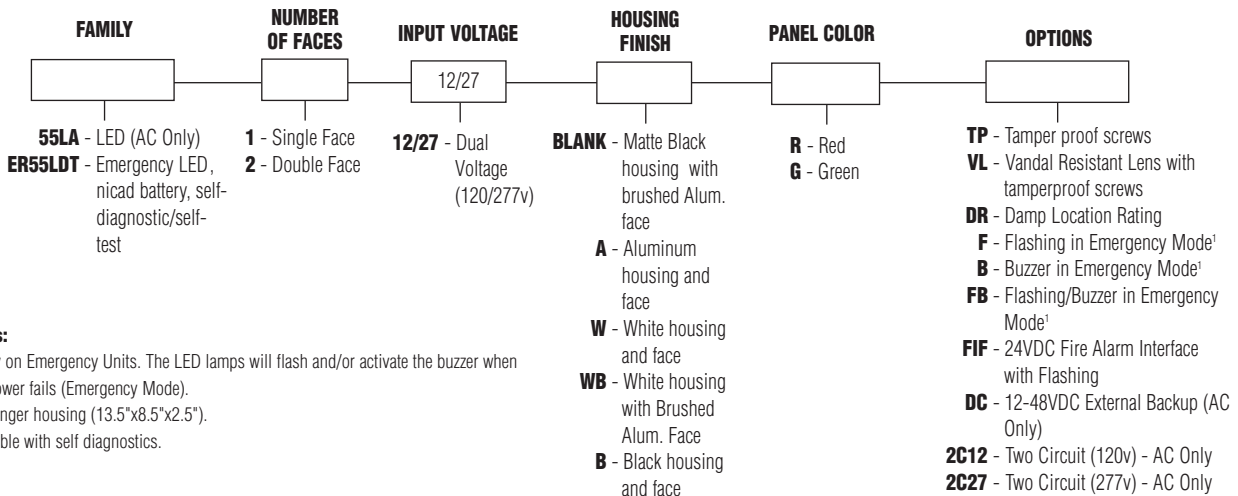 FAMILY
NUMBER
OF FACES
INPUT VOLTAGE
HOUSING
FINISH
PANEL COLOR
OPTIONS
12/27
55LA - LED (AC Only)
ER55LDT - Emergency LED,
nicad battery, self-
diagnostic/self-
test
1 - Single Face
2 - Double Face
12/27 - Dual
Voltage
(120/277v)
BLANK - Matte Black
housing with
brushed Alum.
face
A - Aluminum
housing and
face
W - White housing
and face
WB - White housing
with Brushed
Alum. Face
B - Black housing
and face
R - Red
G - Green
TP - Tamper proof screws
VL - Vandal Resistant Lens with
tamperproof screws
DR - Damp Location Rating
F - Flashing in Emergency Mode¹
B - Buzzer in Emergency Mode¹
FB - Flashing/Buzzer in Emergency
Mode¹
FIF - 24VDC Fire Alarm Interface
with Flashing
DC - 12-48VDC External Backup (AC
Only)
2C12 - Two Circuit (120v) - AC Only
2C27 - Two Circuit (277v) - AC Only
s:
on Emergency Units. The LED lamps will flash and/or activate the buzzer when
ower fails (Emergency Mode).
nger housing (13.5"x8.5"x2.5").
ble with self diagnostics.